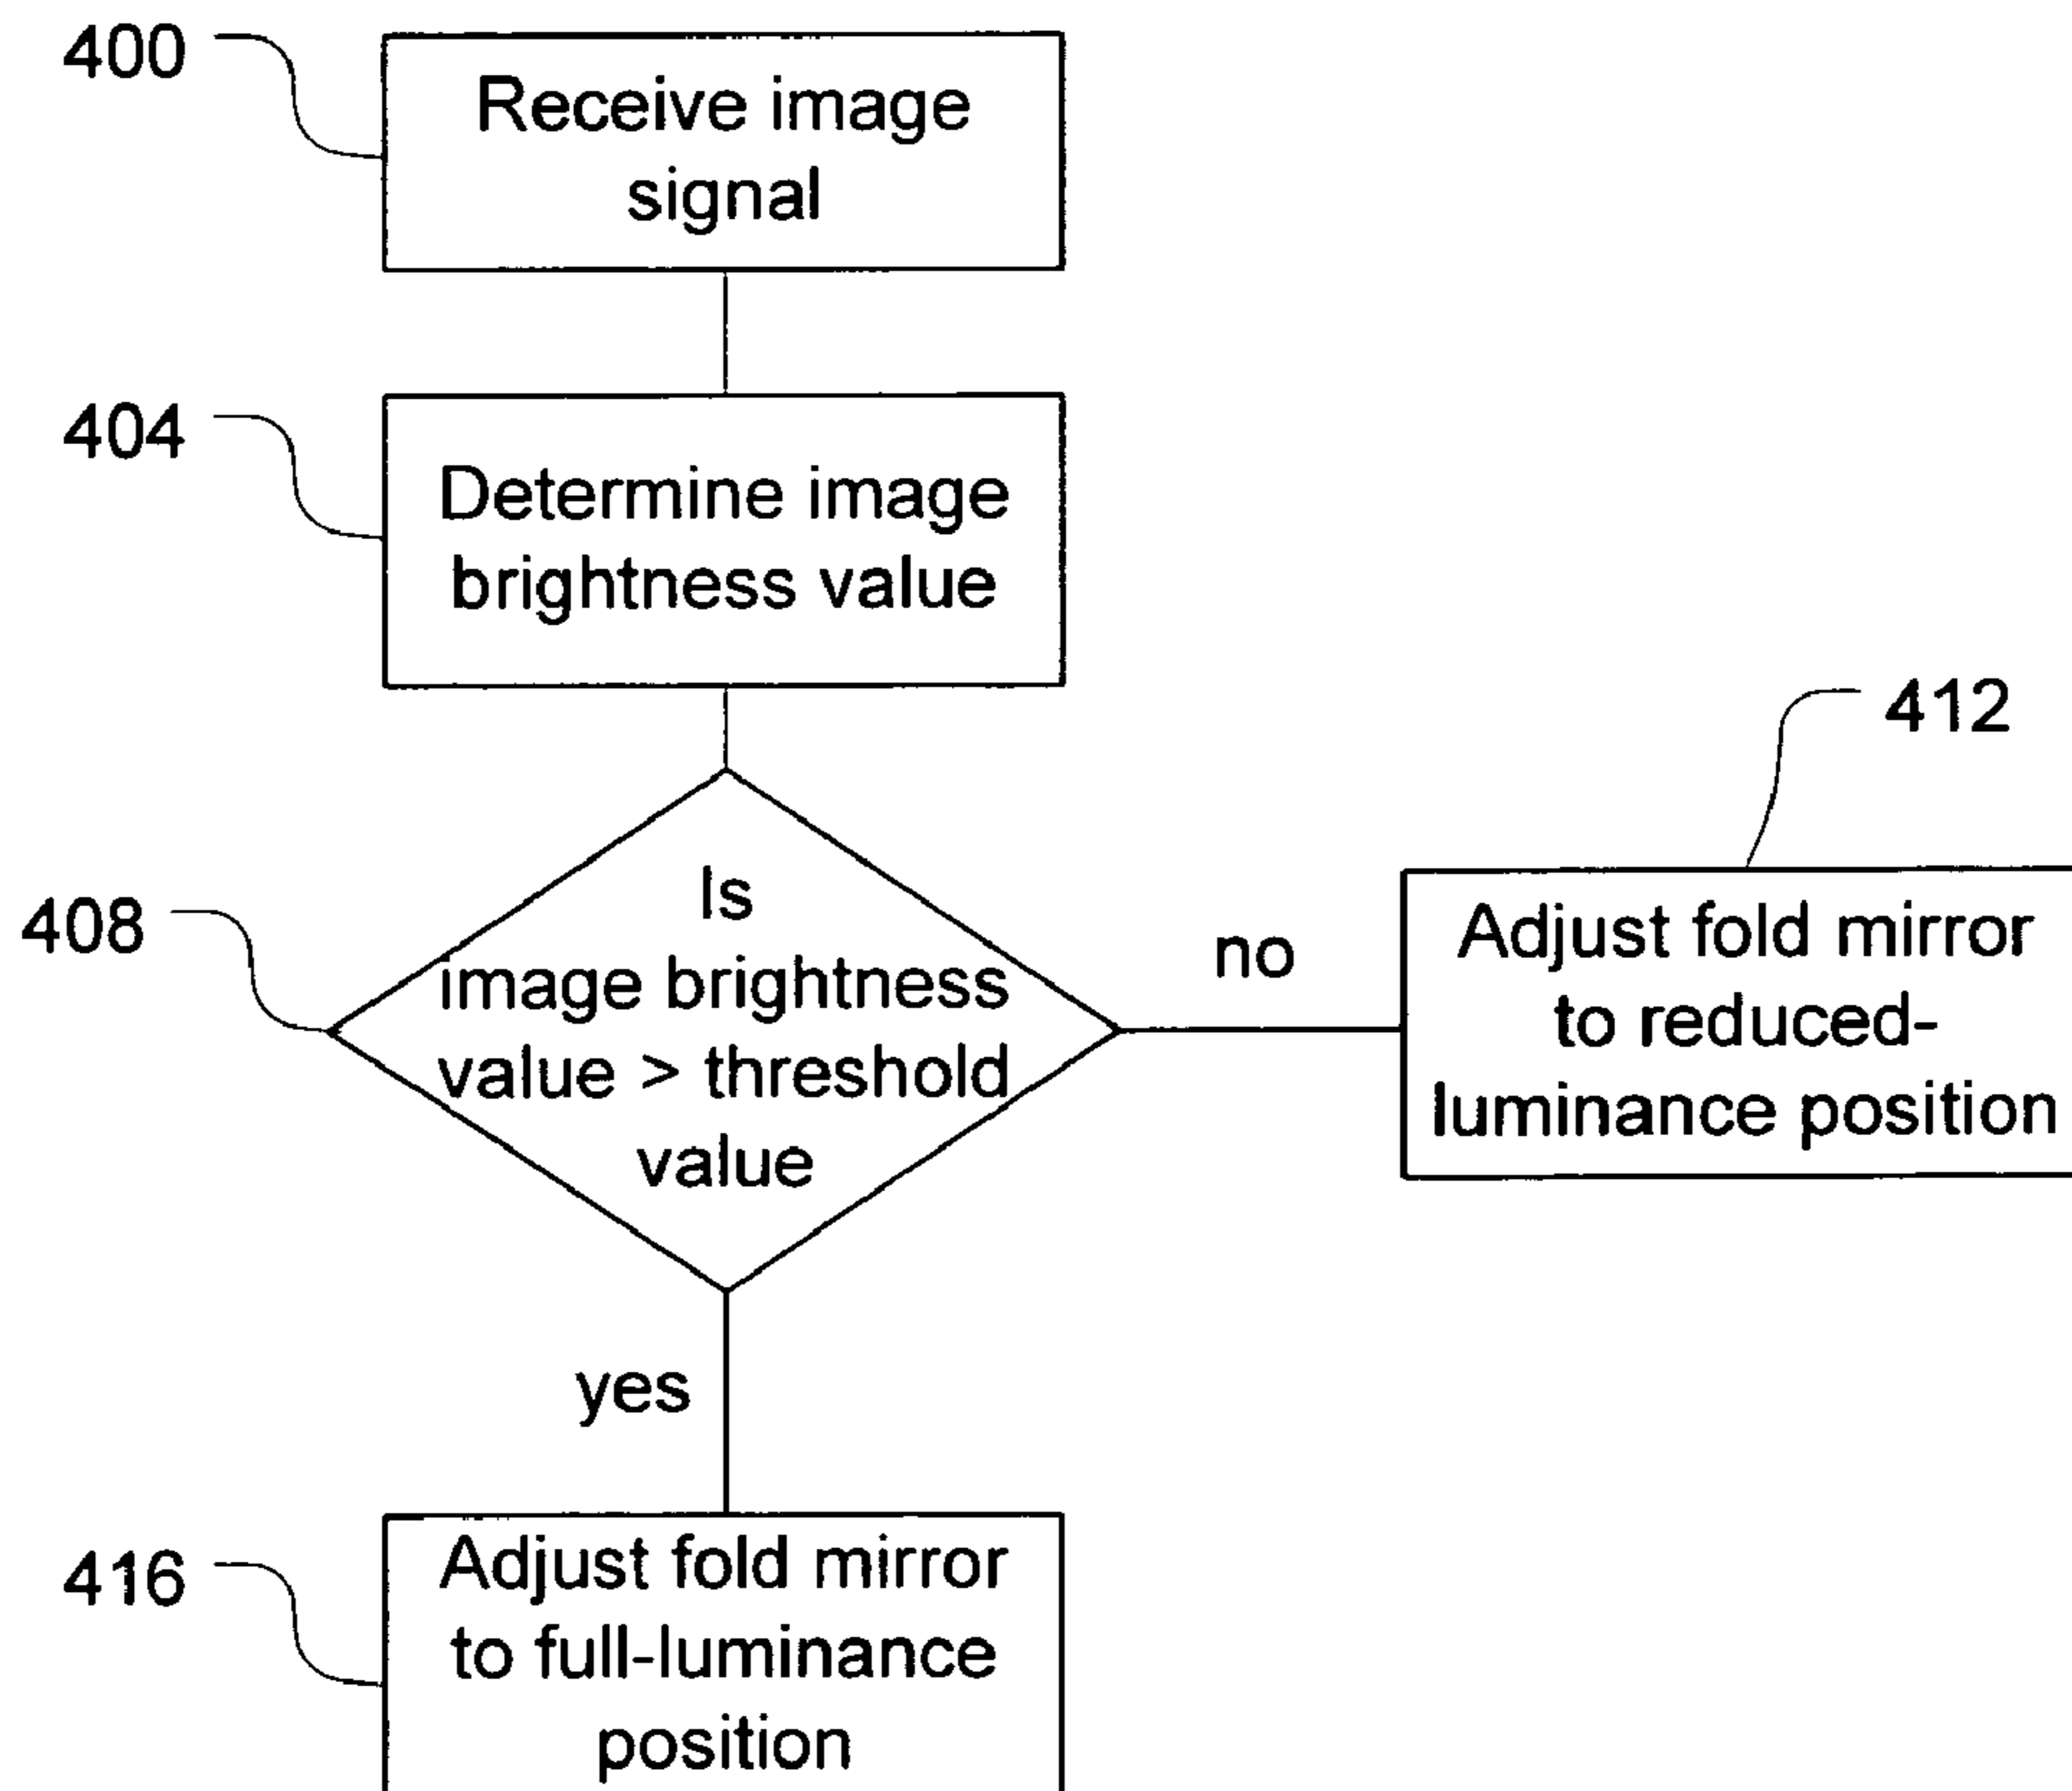 400
Receive image
signal
404
Determine image
brightness value
412
408
Is
image brightness
value > threshold
value
no
Adjust fold mirror
to reduced-
luminance position
yes
416
Adjust fold mirror
to full-luminance
position